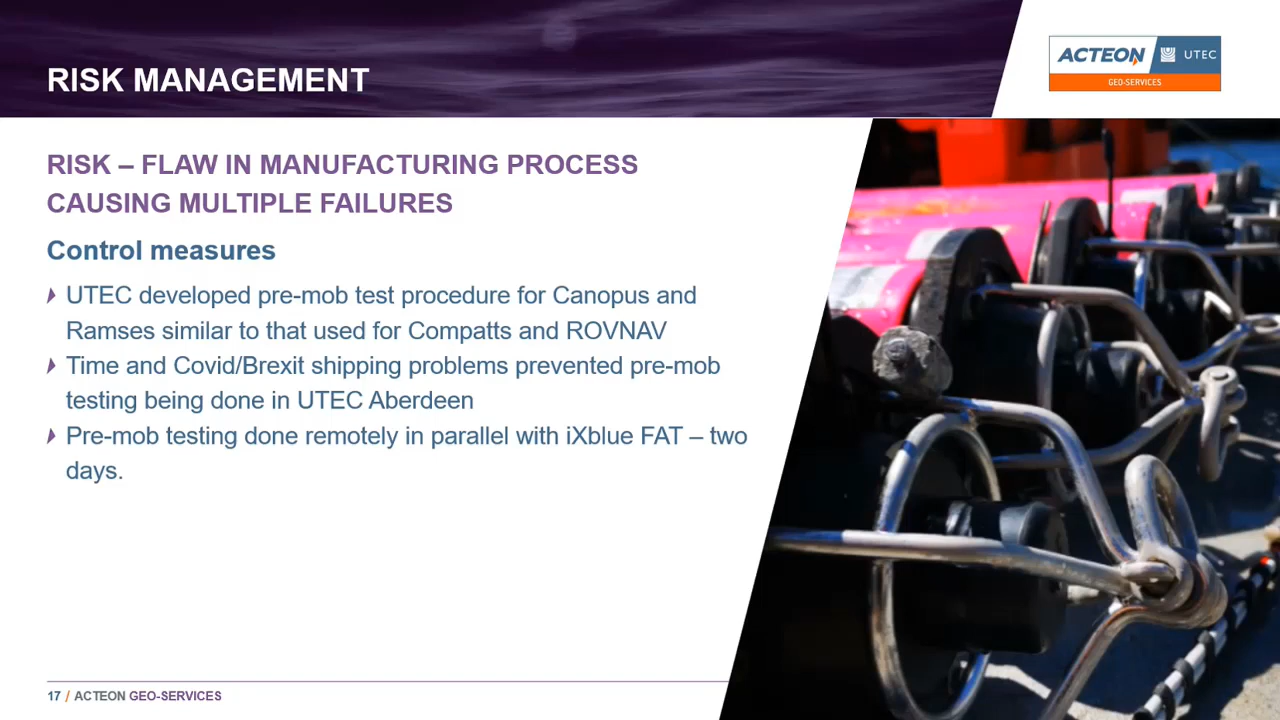 RISK MANAGEMENT
ACTEON UTEC
GEO-SERVICES
RISK – FLAW IN MANUFACTURING PROCESS
CAUSING MULTIPLE FAILURES
Control measures
UTEC developed pre-mob test procedure for Canopus and
Ramses similar to that used for Compatts and ROVNAV
Time and Covid/Brexit shipping problems prevented pre-mob
testing being done in UTEC Aberdeen
Pre-mob testing done remotely in parallel with iXblue FAT – two
days.
17 / ACTEON GEO-SERVICES